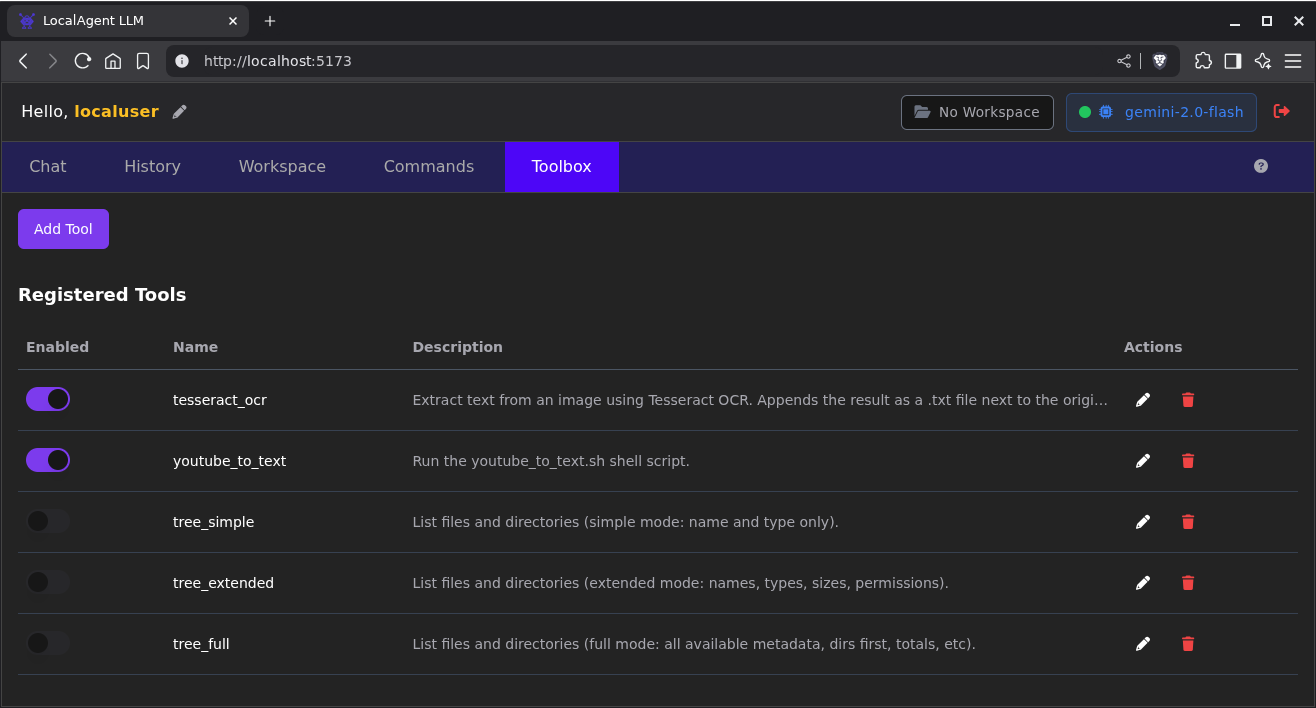 LocalAgent LLM
http://localhost:5173
Hello, localuser
No Workspace
gemini-2.0-flash
Chat History Workspace Commands Toolbox
Add Tool
Registered Tools
Enabled Name Description Actions
tesseract_ocr Extract text from an image using Tesseract OCR. Appends the result as a .txt file next to the origi...
youtube_to_text Run the youtube_to_text.sh shell script.
tree_simple List files and directories (simple mode: name and type only).
tree_extended List files and directories (extended mode: names, types, sizes, permissions).
tree_full List files and directories (full mode: all available metadata, dirs first, totals, etc).